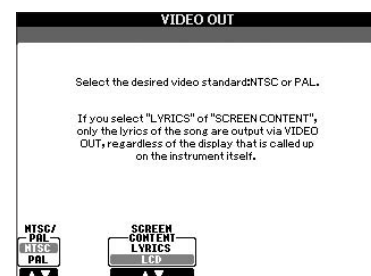 VIDEO OUT
Select the desired video standard:NTSC or PAL.
If you select "LYRICS" of "SCREEN CONTENT",
only the lyrics of the song are output via VIDEO
OUT, regardless of the display that is called up
on the instrument itself.
NTSC/
PAL
NTSC
PAL
SCREEN
CONTENT
LYRICS
LCD